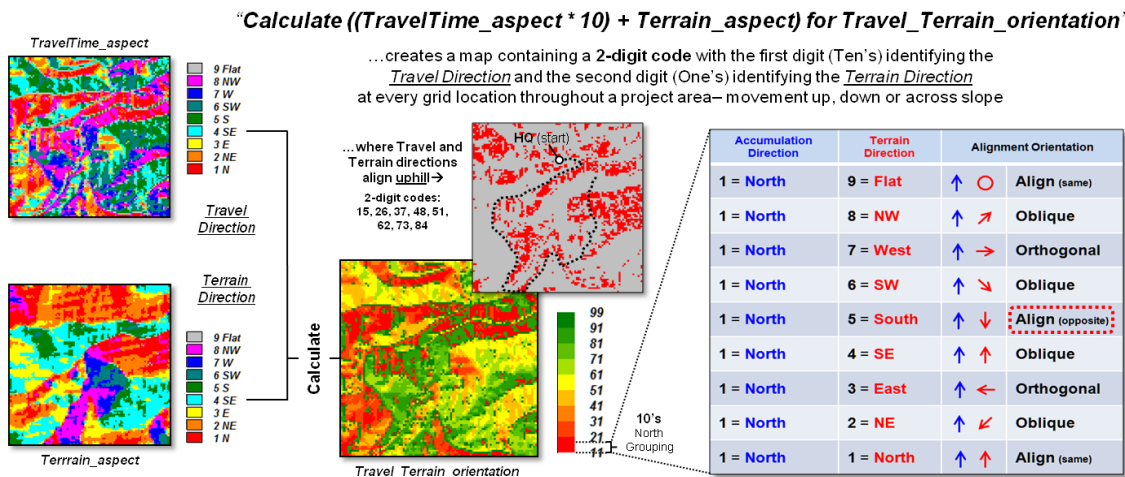 “Calculate ((TravelTime_aspect * 10) + Terrain_aspect) for Travel_Terrain_orientation”
…creates a map containing a 2-digit code with the first digit (Ten’s) identifying the
Travel Direction and the second digit (One’s) identifying the Terrain Direction
at every grid location throughout a project area– movement up, down or across slope
TravelTime_aspect
9 Flat
8 NW
7 W
6 SW
5 S
4 SE
3 E
2 NE
1 N
Travel
Direction
Terrain
Direction
9 Flat
8 NW
7 W
6 SW
5 S
4 SE
3 E
2 NE
1 N
Terrrain_aspect
Calculate
…where Travel and
Terrain directions
align uphill→
2-digit codes:
15, 26, 37, 48, 51,
62, 73, 84
HQ (start)
Travel_Terrain_orientation
99
91
81
71
61
51
41
31
21
11
10’s
North
Grouping
Accumulation Direction Terrain Direction Alignment Orientation
1 = North 9 = Flat Align (same)
1 = North 8 = NW Oblique
1 = North 7 = West Orthogonal
1 = North 6 = SW Oblique
1 = North 5 = South Align (opposite)
1 = North 4 = SE Oblique
1 = North 3 = East Orthogonal
1 = North 2 = NE Oblique
1 = North 1 = North Align (same)